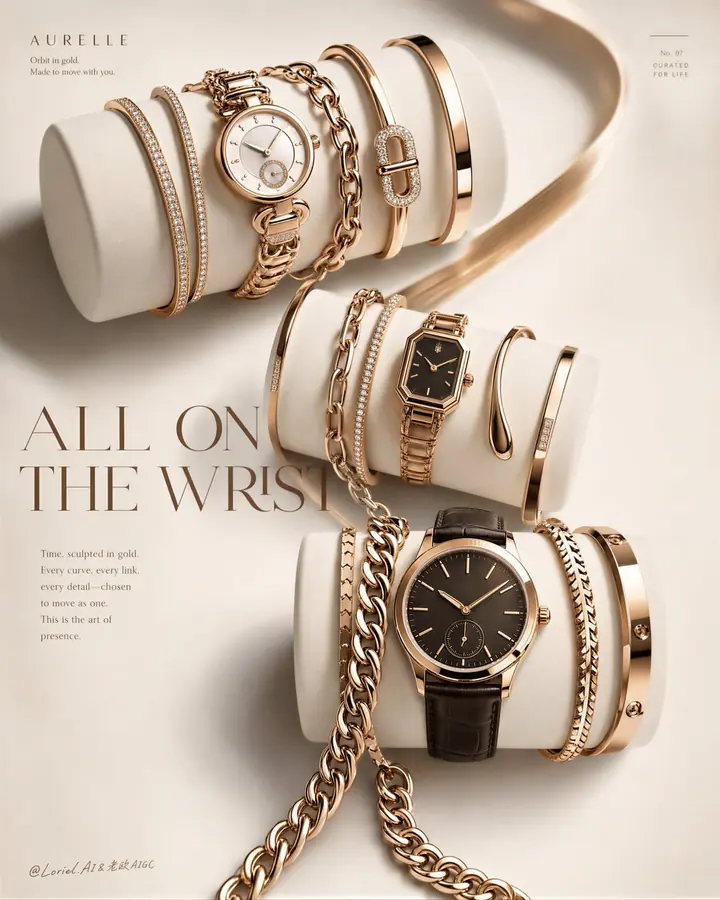 AURELLE
Orbit in gold.
Made to move with you.
No. 07
CURATED
FOR LIFE
ALL ON
THE WRIST
Time, sculpted in gold.
Every curve, every link,
every detail—chosen
to move as one.
This is the art of
presence.
@Loriel.AI & 老欧AIGC